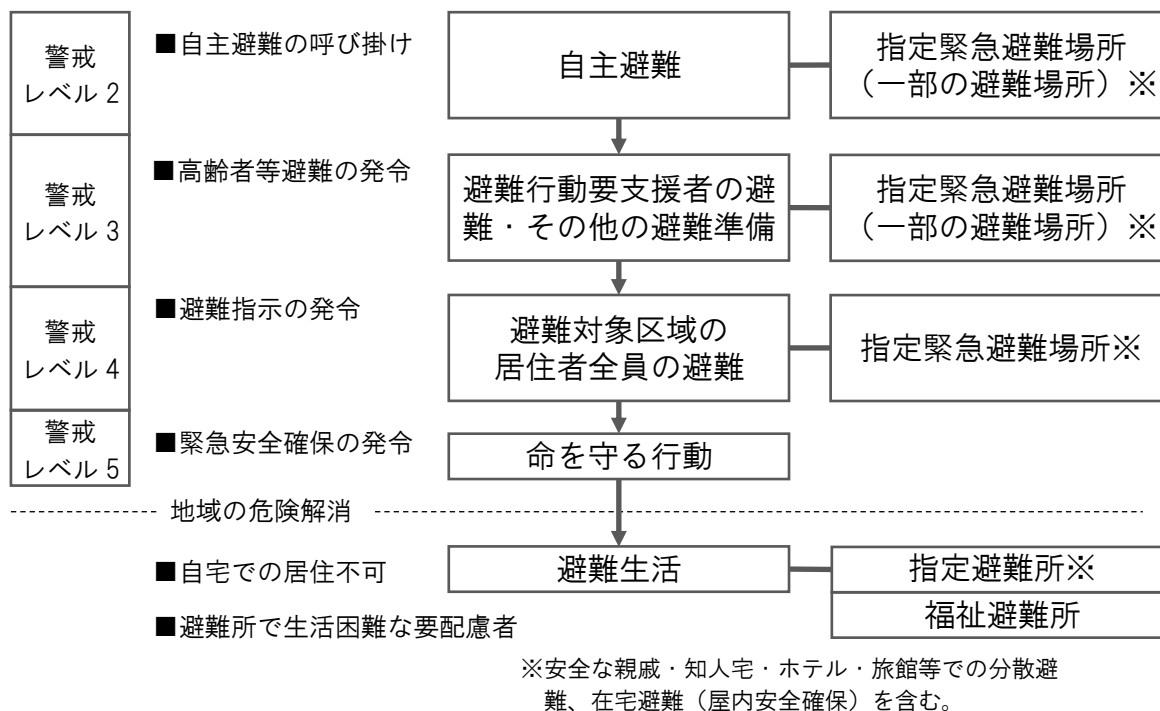 警戒
レベル 2
■自主避難の呼び掛け
自主避難
指定緊急避難場所
（一部の避難場所）※
警戒
レベル 3
■高齢者等避難の発令
避難行動要支援者の避
難・その他の避難準備
指定緊急避難場所
（一部の避難場所）※
警戒
レベル 4
■避難指示の発令
避難対象区域の
居住者全員の避難
指定緊急避難場所※
警戒
レベル 5
■緊急安全確保の発令
命を守る行動
地域の危険解消
■自宅での居住不可
避難生活
指定避難所※
■避難所で生活困難な要配慮者
福祉避難所
※安全な親戚・知人宅・ホテル・旅館等での分散避
難、在宅避難（屋内安全確保）を含む。